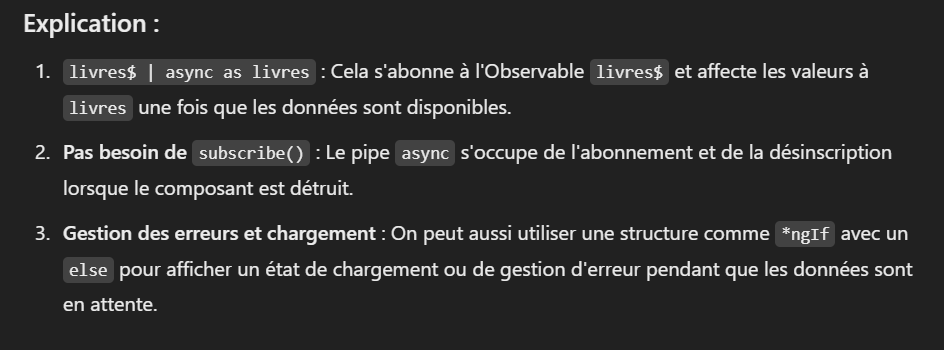 Explication :
1. livres$ | async as livres : Cela s'abonne à l'Observable livres$ et affecte les valeurs à
livres une fois que les données sont disponibles.
2. Pas besoin de subscribe() : Le pipe async s'occupe de l'abonnement et de la désinscription
lorsque le composant est détruit.
3. Gestion des erreurs et chargement : On peut aussi utiliser une structure comme *ngIf avec un
else pour afficher un état de chargement ou de gestion d'erreur pendant que les données sont
en attente.